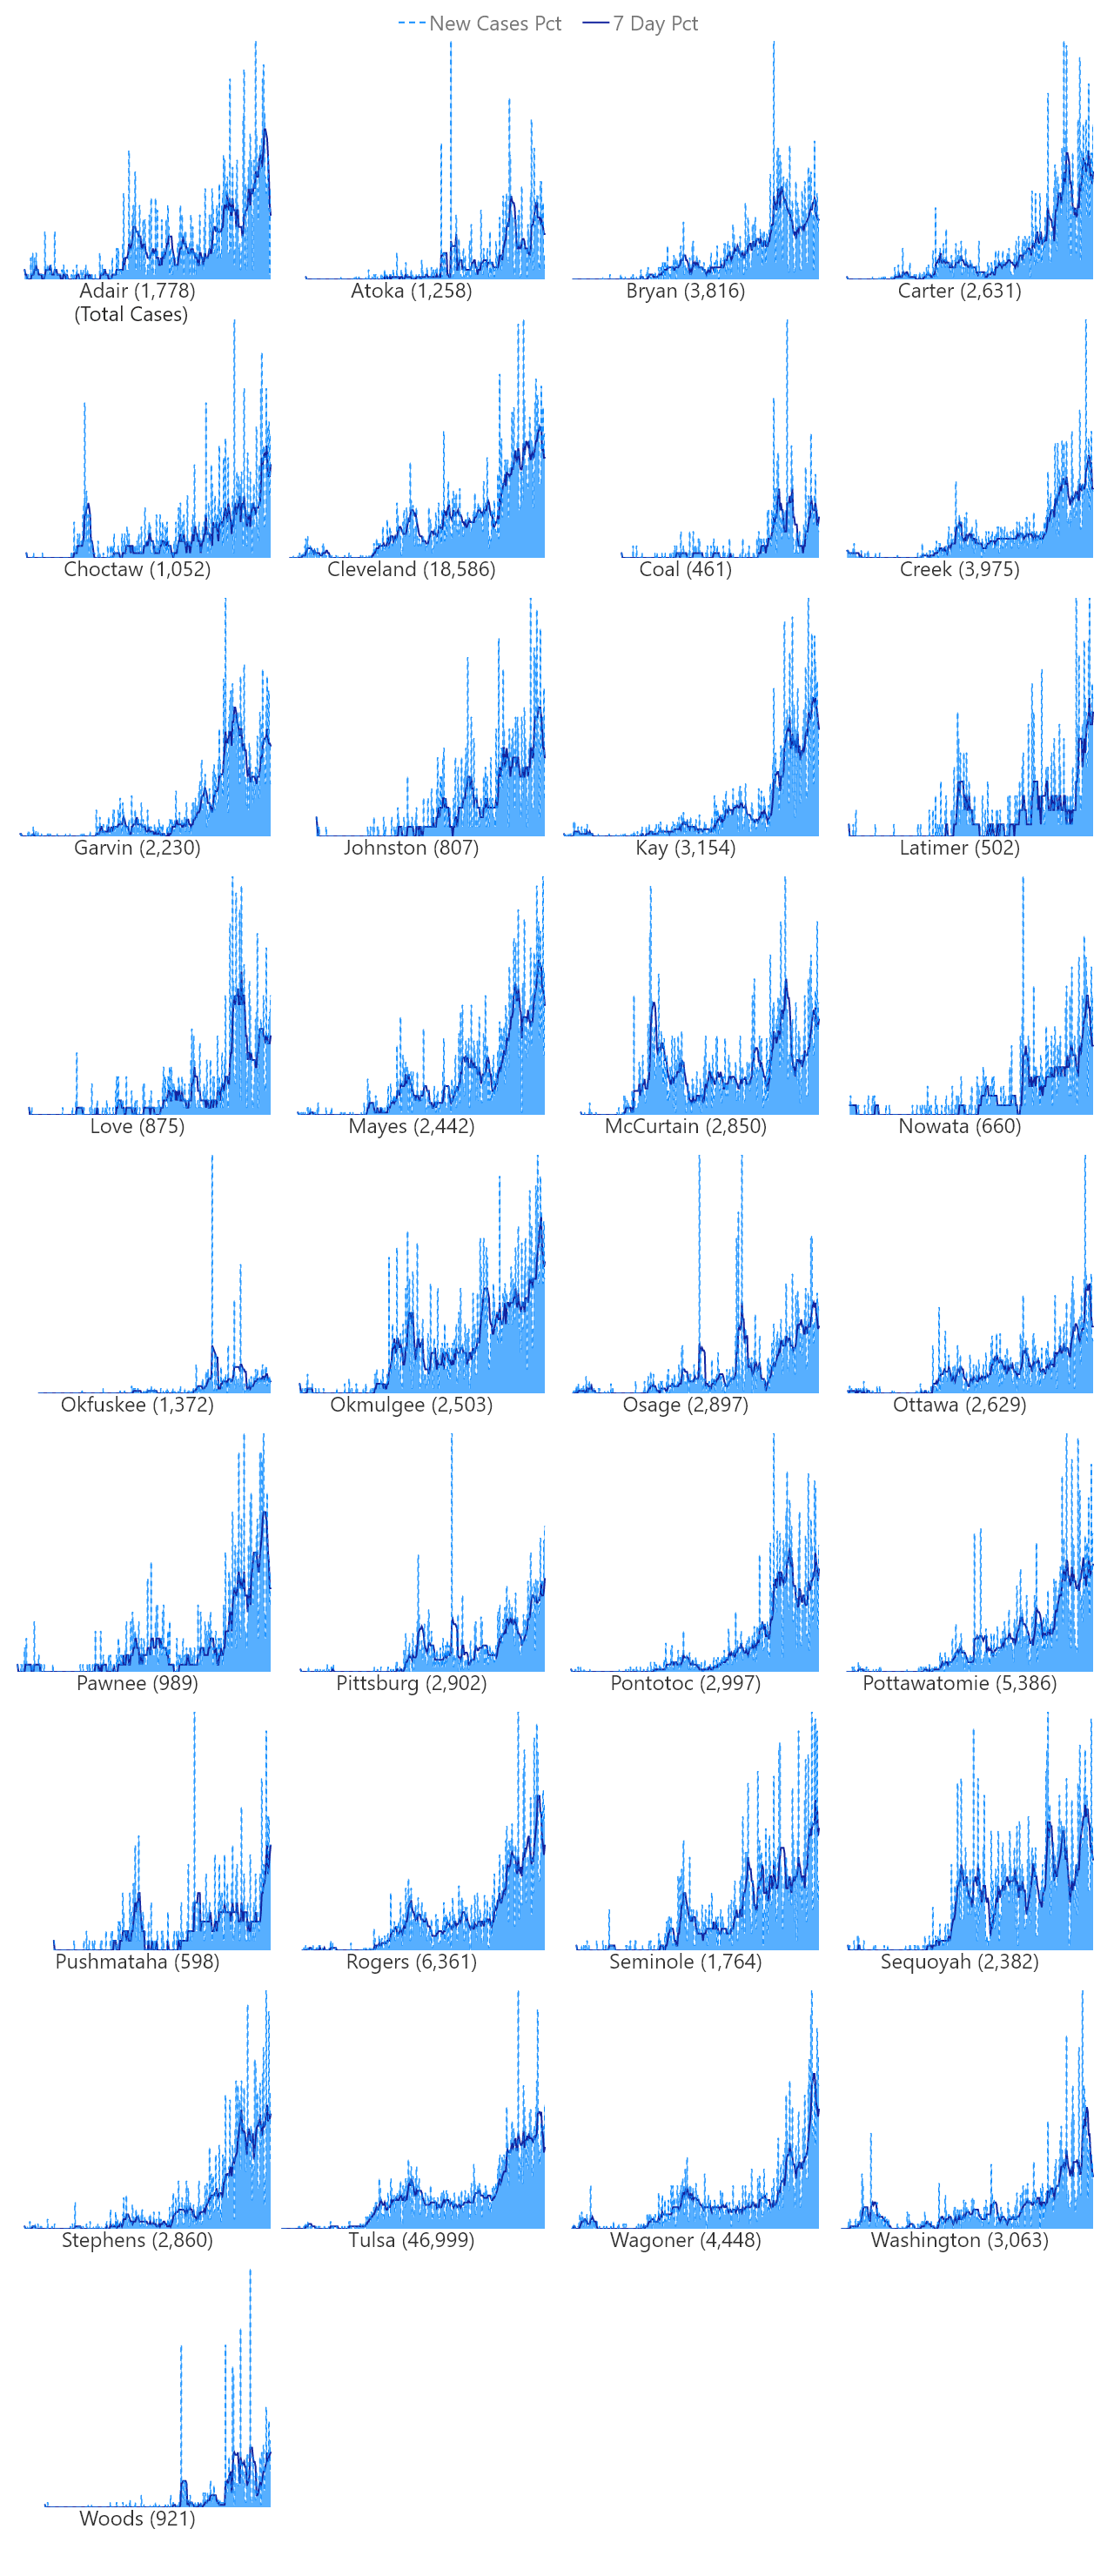 New Cases Pct 7 Day Pct
Adair (1,778) Atoka (1,258) Bryan (3,816) Carter (2,631)
(Total Cases)
Choctaw (1,052) Cleveland (18,586) Coal (461) Creek (3,975)
Garvin (2,230) Johnston (807) Kay (3,154) Latimer (502)
Love (875) Mayes (2,442) McCurtain (2,850) Nowata (660)
Okfuskee (1,372) Okmulgee (2,503) Osage (2,897) Ottawa (2,629)
Pawnee (989) Pittsburg (2,902) Pontotoc (2,997) Pottawatomie (5,386)
Pushmataha (598) Rogers (6,361) Seminole (1,764) Sequoyah (2,382)
Stephens (2,860) Tulsa (46,999) Wagoner (4,448) Washington (3,063)
Woods (921)